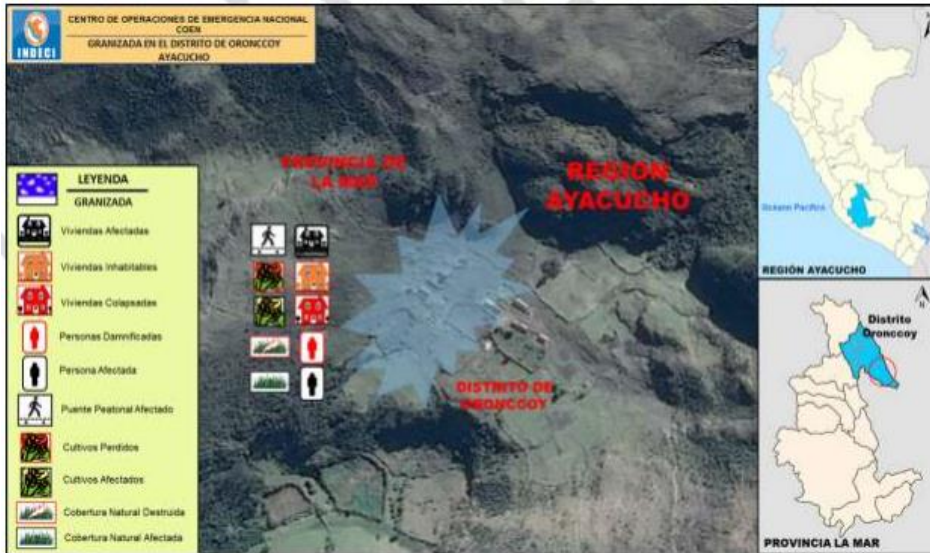 CENTRO DE OPERACIONES DE EMERGENCIA NACIONAL
COEN
INDECI
GRANIZADA EN EL DISTRITO DE ORONCCOY
AYACUCHO
PROVINCIA DE
LA MAR
REGION
AYACUCHO
DISTRITO DE
ORONCCOY
LEYENDA
GRANIZADA
Viviendas Afectadas
Viviendas Inhabitables
Viviendas Colapsadas
Personas Damnificadas
Persona Afectada
Puente Peatonal Afectado
Cultivos Perdidos
Cultivos Afectados
Cobertura Natural Destruida
Cobertura Natural Afectada
Oceano Pacifico
REGIÓN AYACUCHO
N
Distrito
Oronccoy
PROVINCIA LA MAR